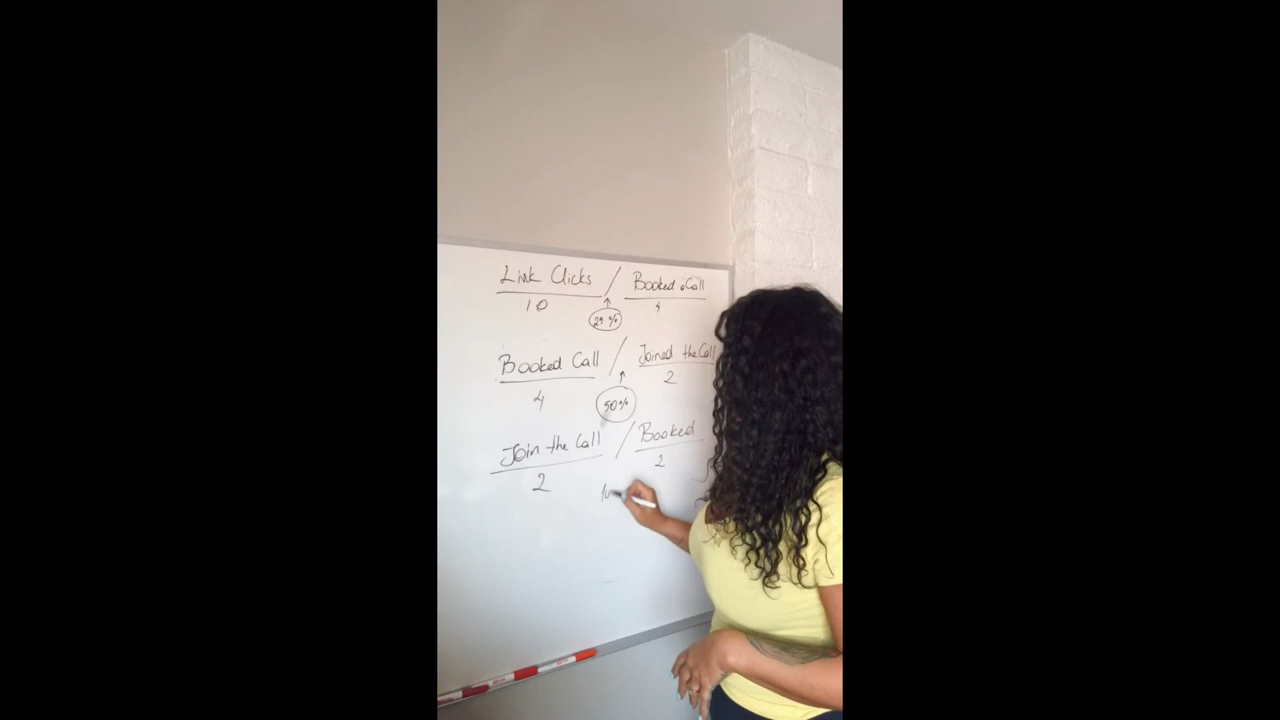 Link Clicks / Booked Call
10 4
25%
Booked Call / Joined the Call
4 2
50%
Join the Call / Booked
2 2